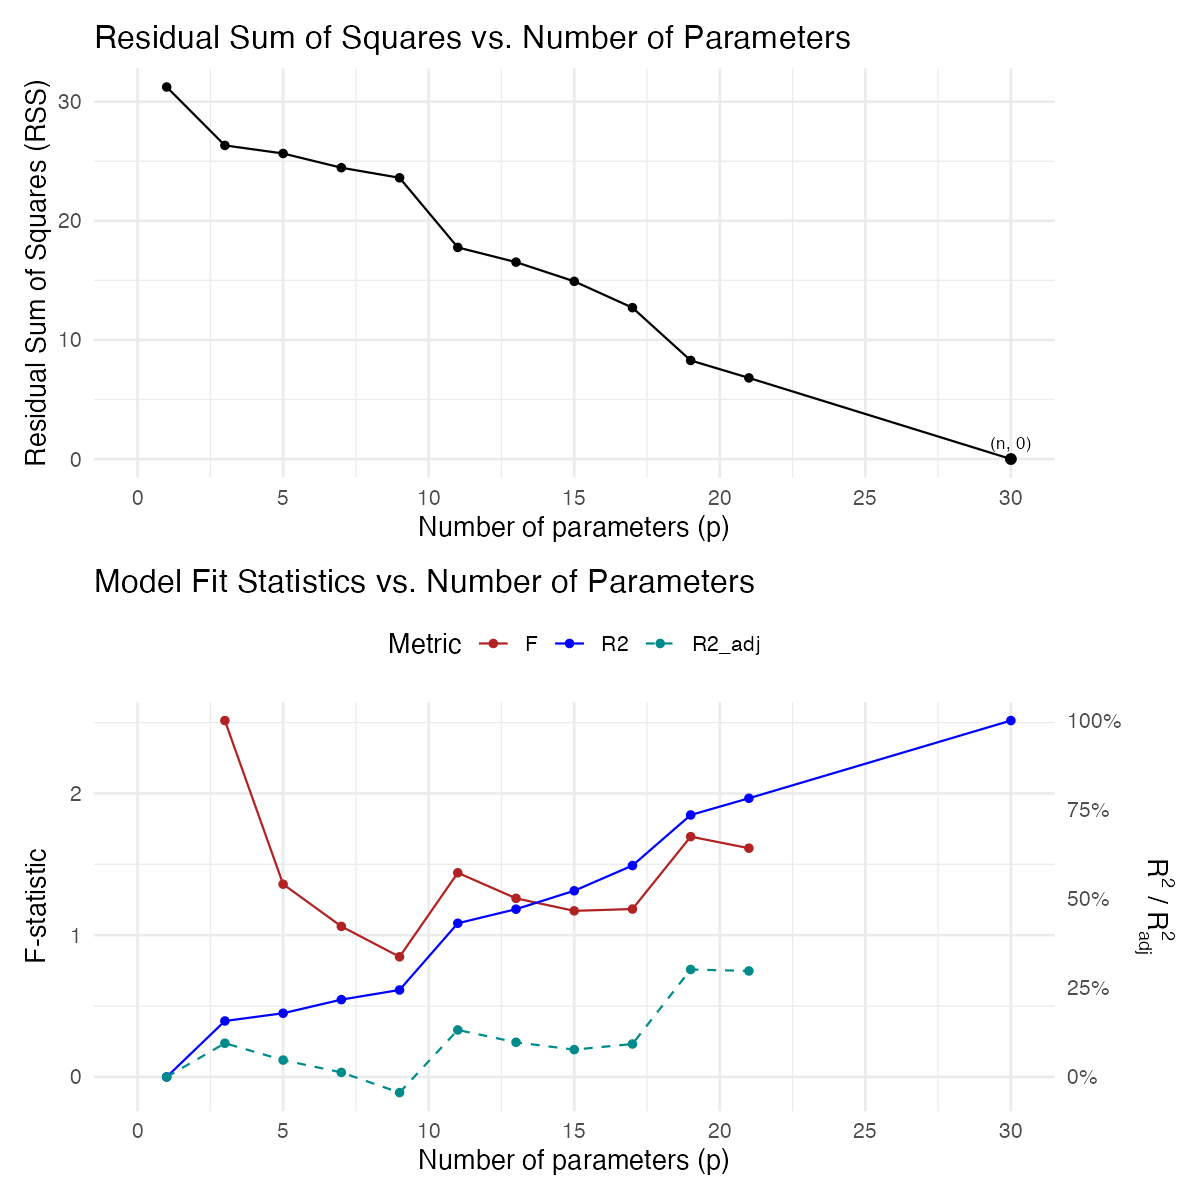 Residual Sum of Squares vs. Number of Parameters
Residual Sum of Squares (RSS)
30
20
10
0
(n, 0)
0 5 10 15 20 25 30
Number of parameters (p)
Model Fit Statistics vs. Number of Parameters
Metric F R2 R2_adj
F-statistic
2
1
0
100%
75%
50%
25%
0%
R² / R²adj
0 5 10 15 20 25 30
Number of parameters (p)